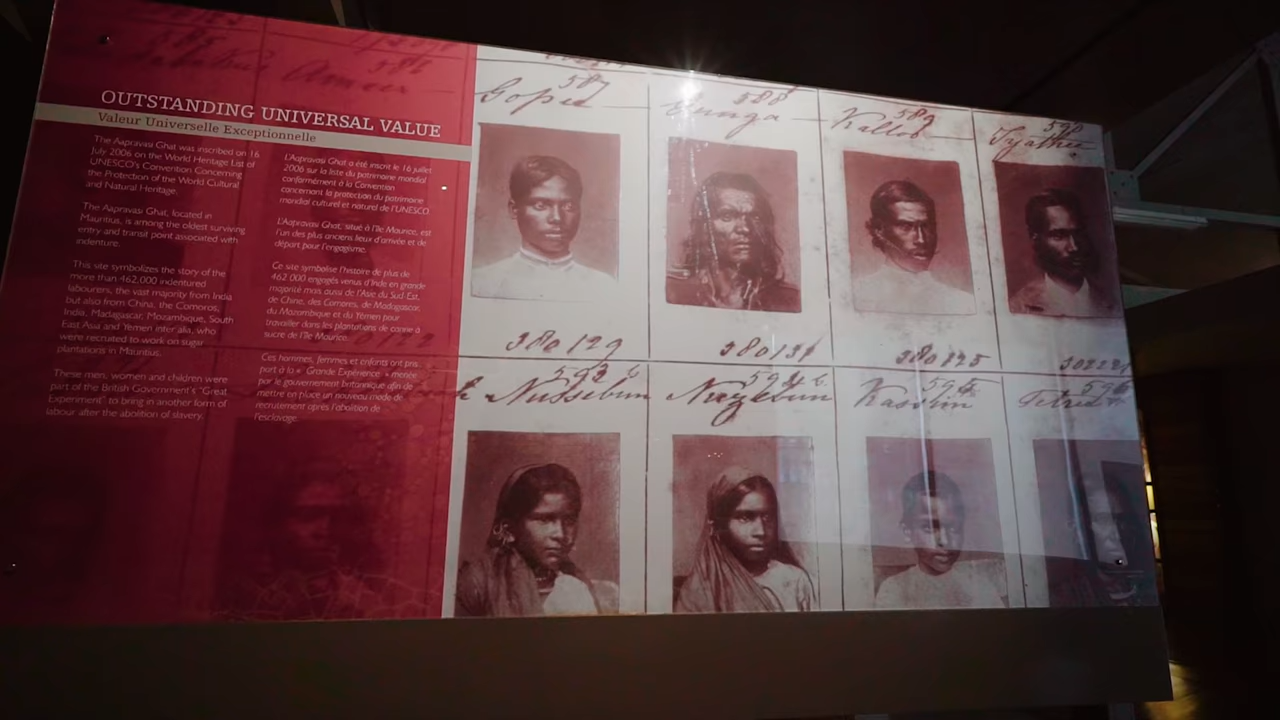 OUTSTANDING UNIVERSAL VALUE
Valeur Universelle Exceptionnelle
The Aapravasi Ghat was inscribed on 16
July 2006 on the World Heritage List of
UNESCO's Convention Concerning
the Protection of the World Cultural
and Natural Heritage.
The Aapravasi Ghat, located in
Mauritius, is among the oldest surviving
entry and transit point associated with
indenture.
This site symbolizes the story of the
more than 462,000 indentured
labourers, the vast majority from India
but also from China, the Comoros,
India, Madagascar, Mozambique, South
East Asia and Yemen inter alia, who
were recruited to work on sugar
plantations in Mauritius.
These men, women and children were
part of the British Government's "Great
Experiment" to bring in another form of
labour after the abolition of slavery.
L'Aapravasi Ghat a été inscrit le 16 juillet
2006 sur la liste du patrimoine mondial
conformément à la Convention
concernant la protection du patrimoine
mondial culturel et naturel de l'UNESCO.
L'Aapravasi Ghat, situé à l'île Maurice, est
l'un des plus anciens lieux d'arrivée et de
départ pour l'engagisme.
Ce site symbolise l'histoire de plus de
462 000 engagés venus d'Inde en grande
majorité mais aussi de l'Asie du Sud-Est,
de Chine, des Comores, de Madagascar,
du Mozambique et du Yémen pour
travailler dans les plantations de canne à
sucre de l'île Maurice.
Ces hommes, femmes et enfants ont pris
part à la « Grande Expérience » menée
par le gouvernement britannique afin de
mettre en place un nouveau mode de
recrutement après l'abolition de
l'esclavage.
587 588 589
380129
593 594 595
Nussebun